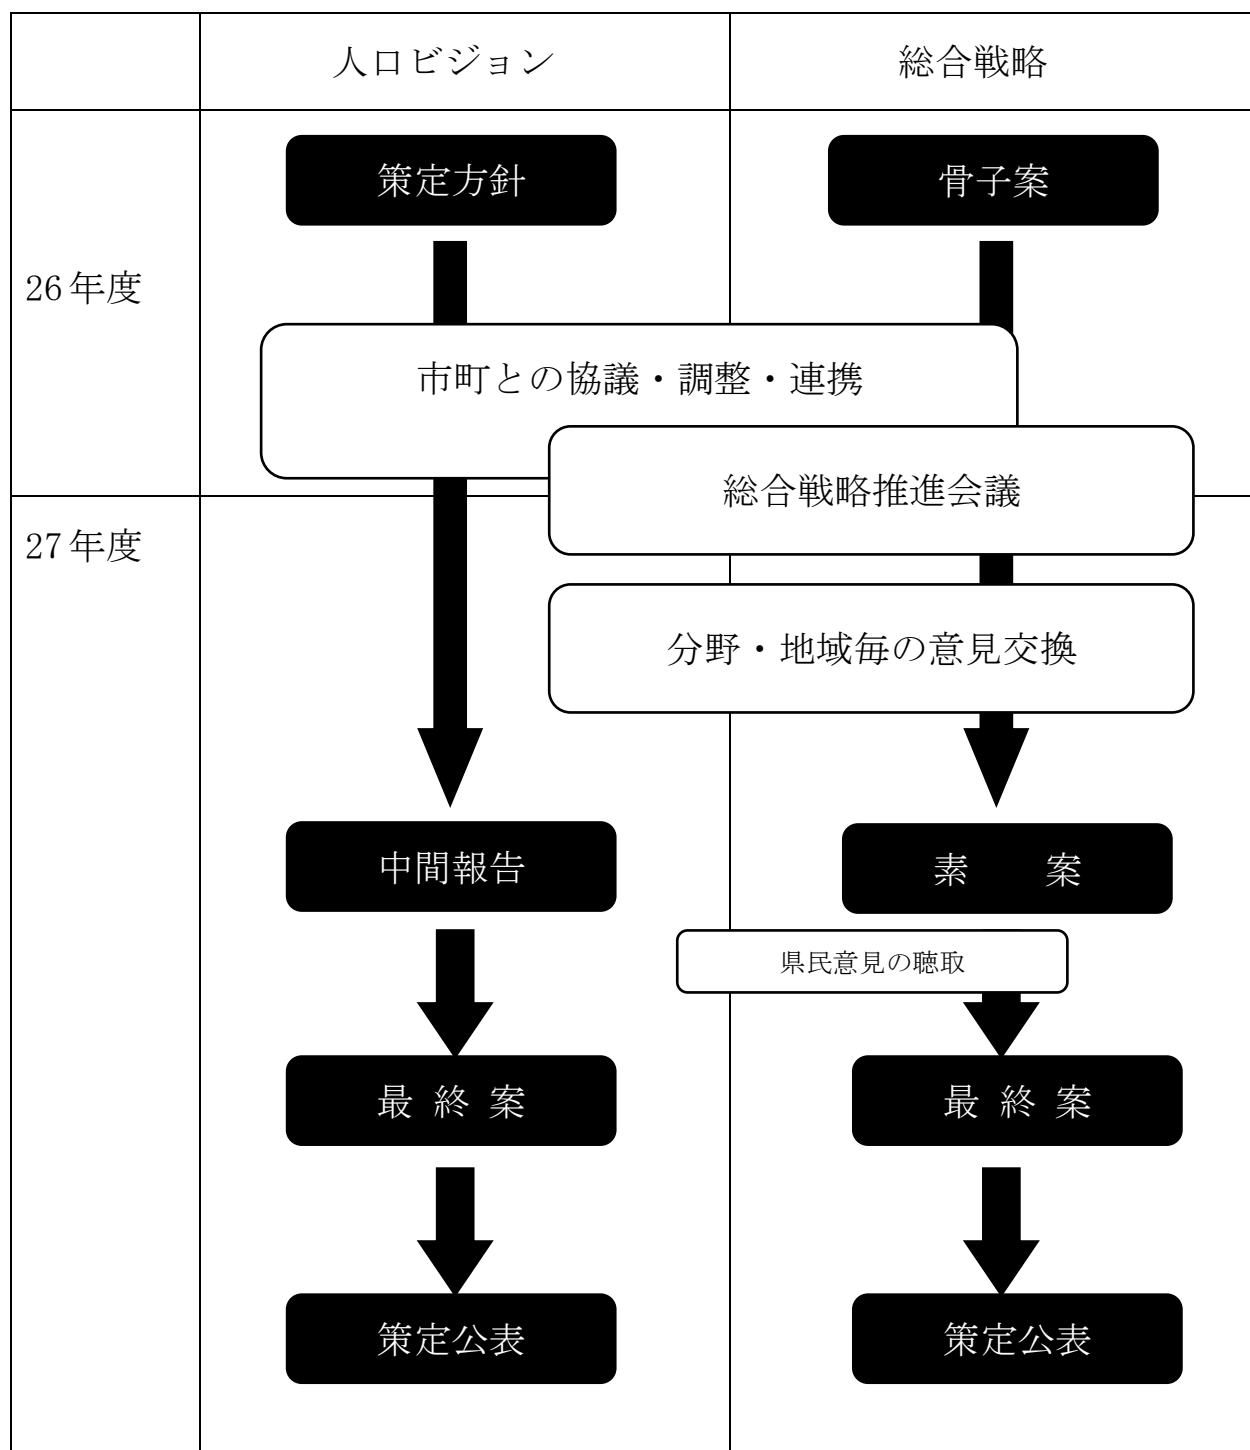 人口ビジョン
総合戦略
26年度
策定方針
骨子案
市町との協議・調整・連携
総合戦略推進会議
27年度
分野・地域毎の意見交換
中間報告
素　　案
県民意見の聴取
最 終 案
最 終 案
策定公表
策定公表